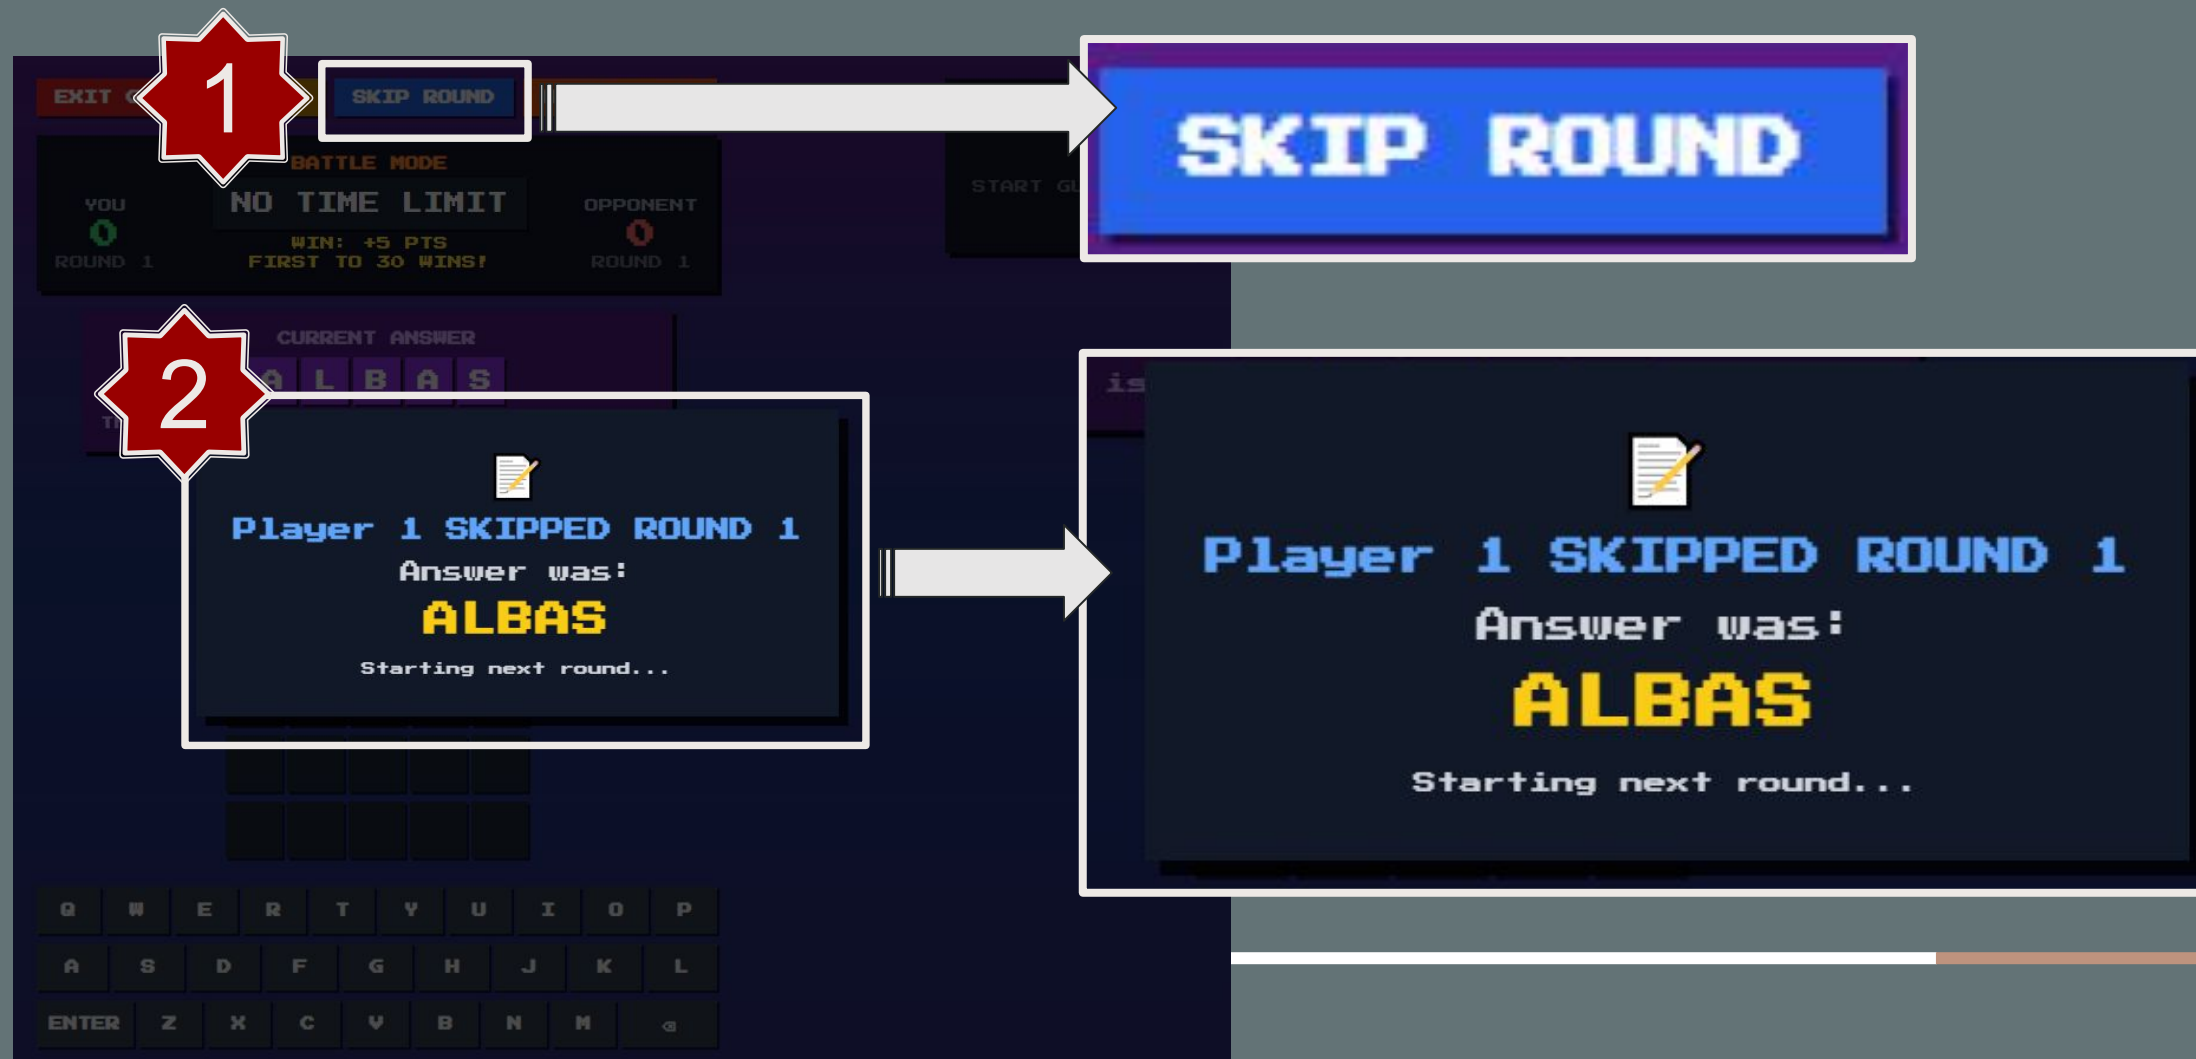 1
EXIT
SKIP ROUND
SKIP ROUND
BATTLE MODE
YOU
NO TIME LIMIT
OPPONENT
START
0
WIN: +5 PTS
0
ROUND 1
FIRST TO 30 WINS!
ROUND 1
2
CURRENT ANSWER
A L B A S
is
Player 1 SKIPPED ROUND 1
Answer was:
ALBAS
Starting next round...
Player 1 SKIPPED ROUND 1
Answer was:
ALBAS
Starting next round...
Q W E R T Y U I O P
A S D F G H J K L
ENTER Z X C V B N M